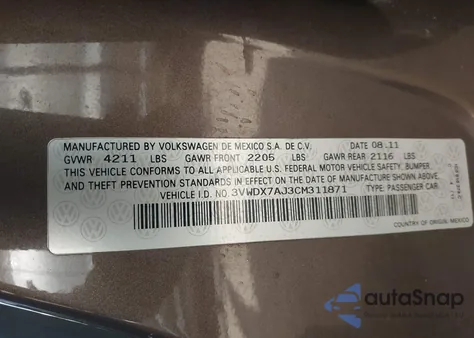 MANUFACTURED BY VOLKSWAGEN DE MEXICO S.A. DE C.V. DATE 08.11
GVWR 4211 LBS GAWR FRONT 2205 LBS GAWR REAR 2116 LBS
THIS VEHICLE CONFORMS TO ALL APPLICABLE U.S. FEDERAL MOTOR VEHICLE SAFETY, BUMPER,
AND THEFT PREVENTION STANDARDS IN EFFECT ON THE DATE OF MANUFACTURE SHOWN ABOVE.
VEHICLE I.D. NO. 3VWDX7AJ3CM311871 TYPE: PASSENGER CAR
COUNTRY OF ORIGIN: MEXICO
autoSnap